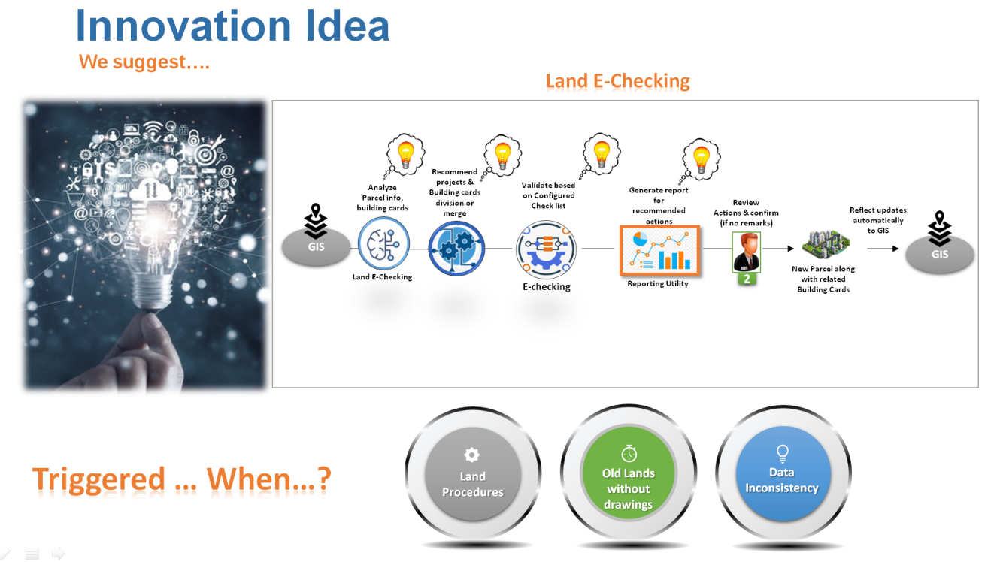 Innovation Idea
We suggest….
Land E-Checking
Analyze
Parcel info,
building cards
Recommend
projects &
Building cards
division or
merge
Validate based
on Configured
Check list
Generate report
for
recommended
actions
Review
Actions & confirm
(if no remarks)
Reflect updates
automatically
to GIS
GIS
Land E-Checking
E-checking
Reporting Utility
2
New Parcel along
with related
Building Cards
GIS
Triggered … When…?
Land
Procedures
Old Lands
without
drawings
Data
Inconsistency